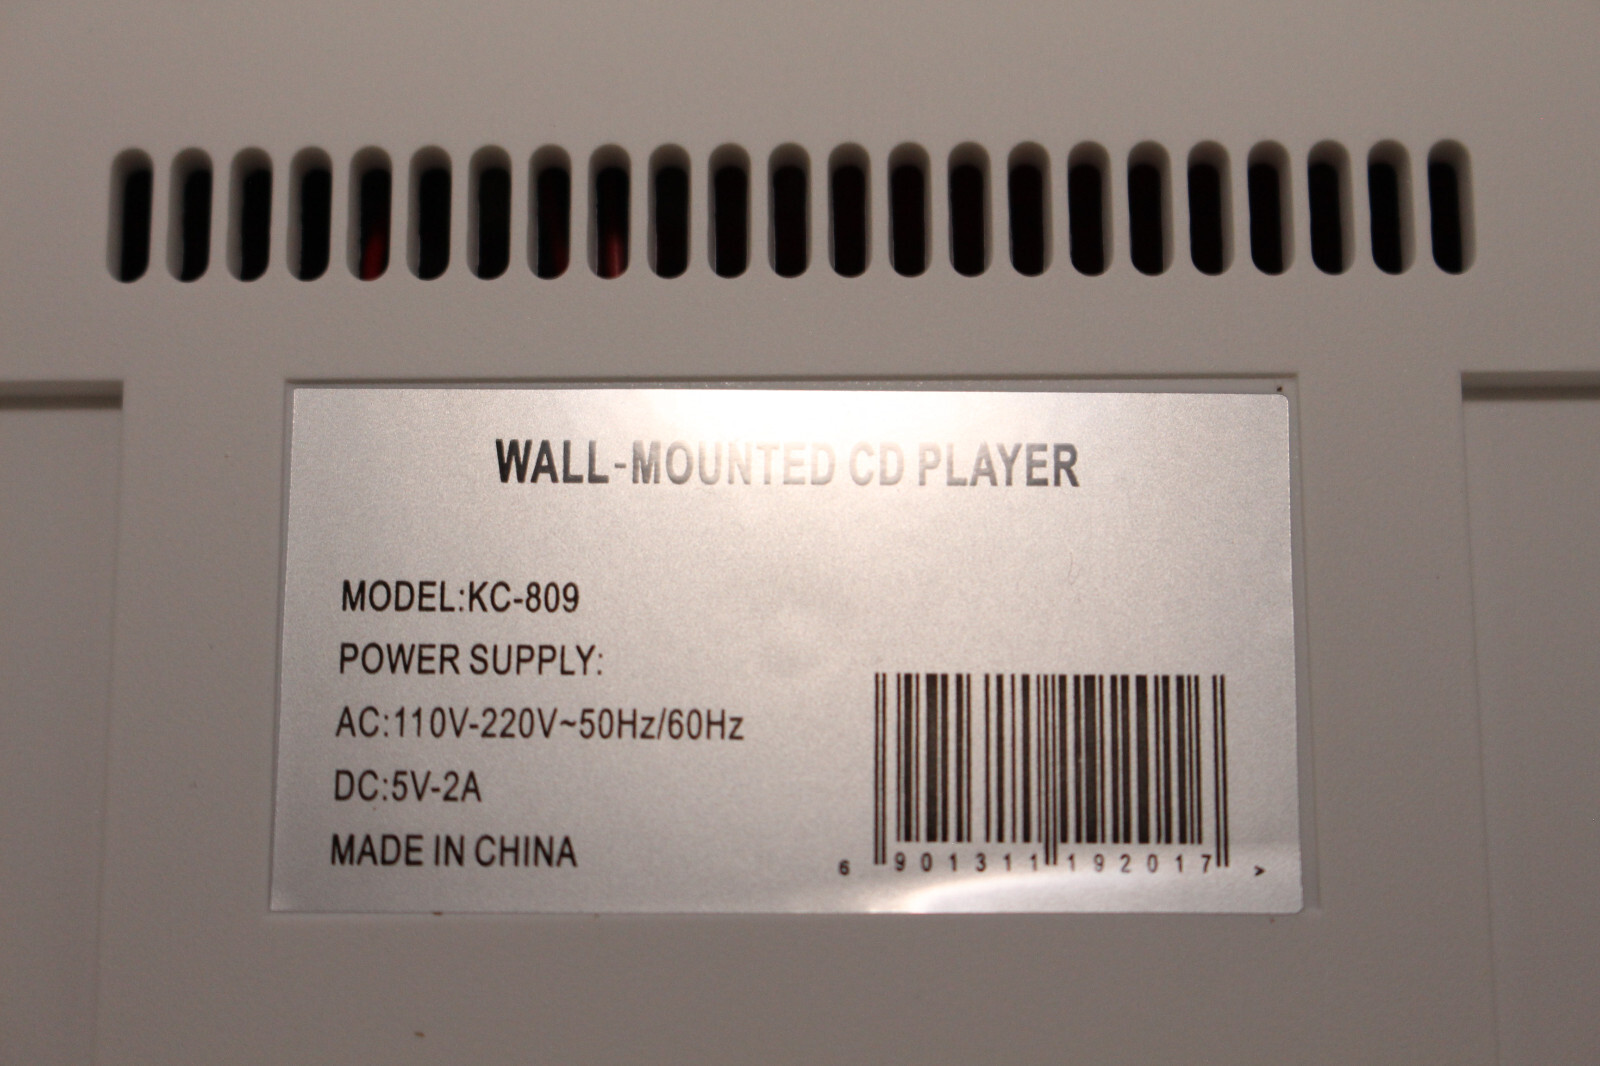 WALL-MOUNTED CD PLAYER
MODEL:KC-809
POWER SUPPLY:
AC:110V-220V~50Hz/60Hz
DC:5V-2A
MADE IN CHINA
6 901311 192017 >